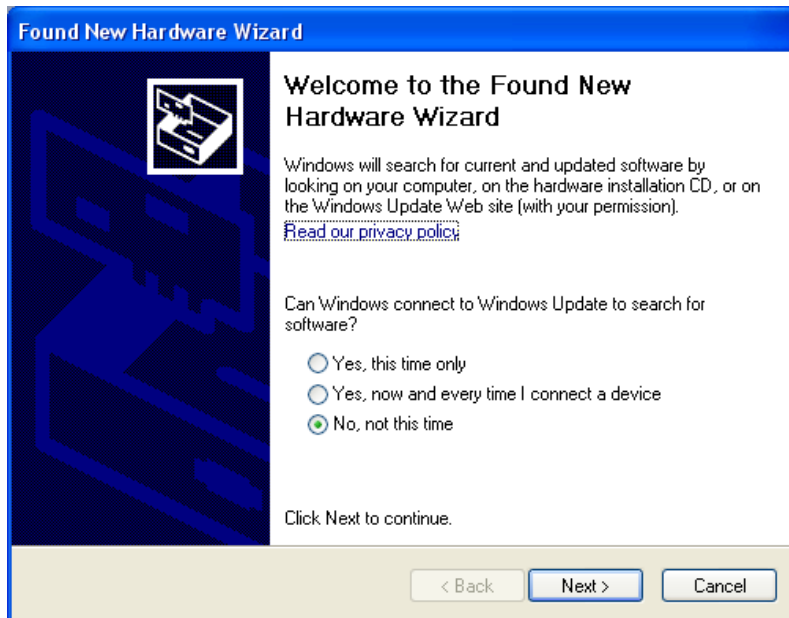 Found New Hardware Wizard
Welcome to the Found New
Hardware Wizard
Windows will search for current and updated software by
looking on your computer, on the hardware installation CD, or on
the Windows Update Web site (with your permission).
Read our privacy policy
Can Windows connect to Windows Update to search for
software?
Yes, this time only
Yes, now and every time I connect a device
No, not this time
Click Next to continue.
< Back
Next >
Cancel